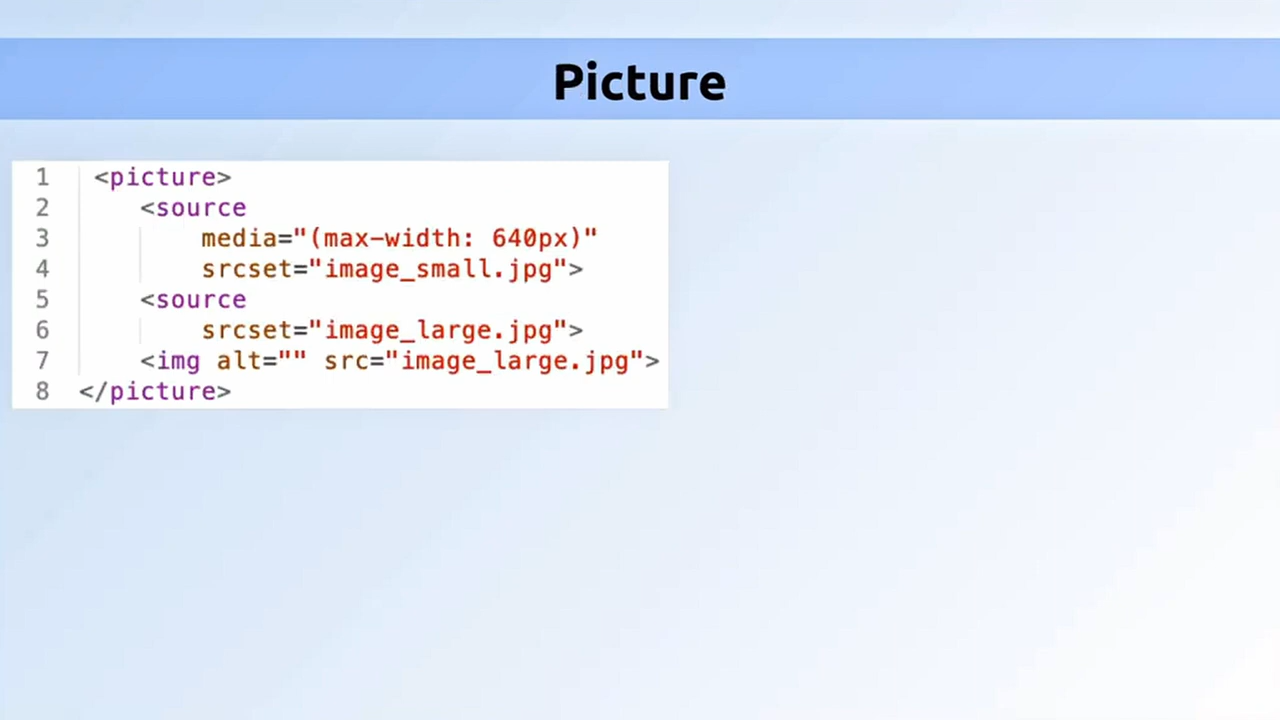 Picture
1 <picture>
2 <source
3 media="(max-width: 640px)"
4 srcset="image_small.jpg">
5 <source
6 srcset="image_large.jpg">
7 <img alt="" src="image_large.jpg">
8 </picture>